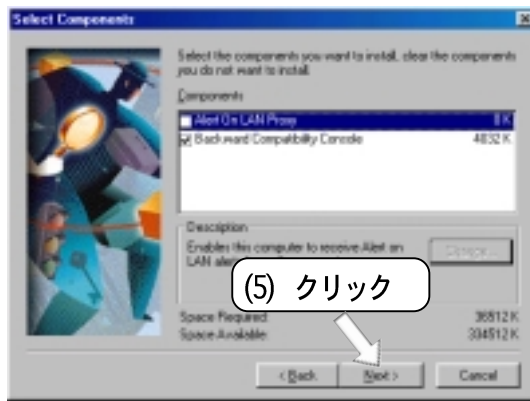 Select Components
Select the components you want to install, clear the components
you do not want to install.
Components
Alert On LAN Proxy 0 K
Backward Compatibility Console 4832 K
Description
Enables this computer to receive Alert on
LAN
(5) クリック
Space Required: K
Space Available: 334512 K
< Back Next > Cancel